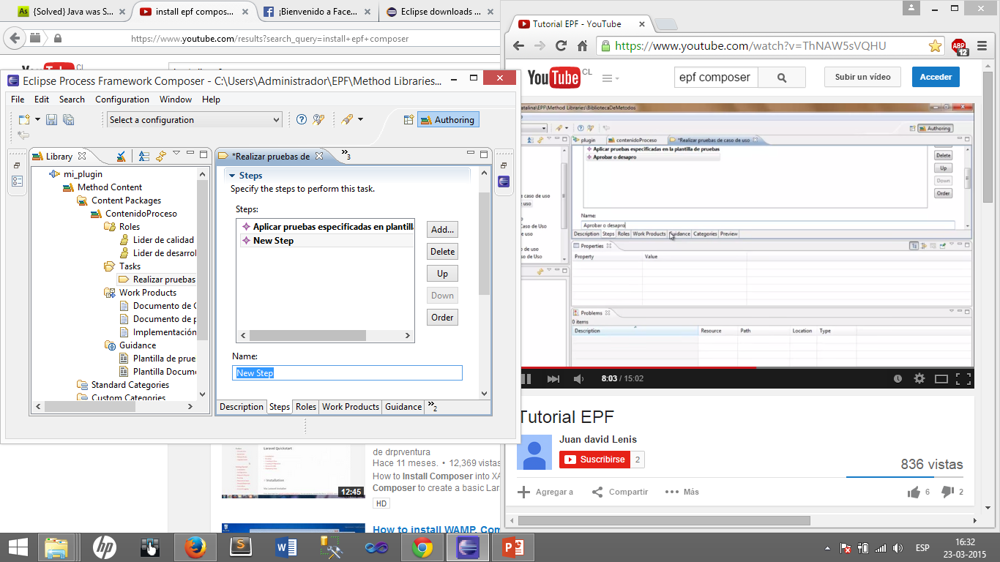 {Solved} Java was S
install epf compos...
¡Bienvenido a Face...
Eclipse downloads ...
https://www.youtube.com/results?search_query=install+epf+composer
Eclipse Process Framework Composer - C:\Users\Administrador\EPF\Method Libraries...
File Edit Search Configuration Window Help
Select a configuration
Authoring
Library
mi_plugin
Method Content
Content Packages
ContenidoProceso
Roles
Lider de calidad
Lider de desarrol
Tasks
Realizar pruebas
Work Products
Documento de C
Documento de p
Implementación
Guidance
Plantilla de prue
Plantilla Docume
Standard Categories
Custom Categories
*Realizar pruebas de
3
Steps
Specify the steps to perform this task.
Steps:
Aplicar pruebas especificadas en plantilla
New Step
Add...
Delete
Up
Down
Order
Name:
New Step
Description Steps Roles Work Products Guidance
2
de drprventura
Hace 11 meses. • 12,369 vistas
How to Install Composer into XA
Composer to create a basic Lar
HD
12:45
Laravel Quickstart
Installation
How to install WAMP, Com
Tutorial EPF - YouTube
https://www.youtube.com/watch?v=ThNAW5sVQHU
ABP
12
YouTube CL
epf composer
Subir un vídeo
Acceder
atalina\EPF\Method Libraries\BibliotecaDeMetodos
Authoring
plugin
contenidoProceso
*Realizar pruebas de caso de uso
Aplicar pruebas especificadas en la plantilla de pruebas
Aprobar o desapro
Delete
Up
Down
Order
e caso de uso
e uso
o de Uso
so de uso
o de Uso
Name:
Aprobar o desapro
Description Steps Roles Work Products Guidance Categories Preview
Properties
Property Value
Problems
0 items
Description Resource Path Location Type
8:03 / 15:02
Tutorial EPF
Juan david Lenis
Suscribirse 2
836 vistas
Agregar a
Compartir
Más
6
2
ESP
16:32
23-03-2015